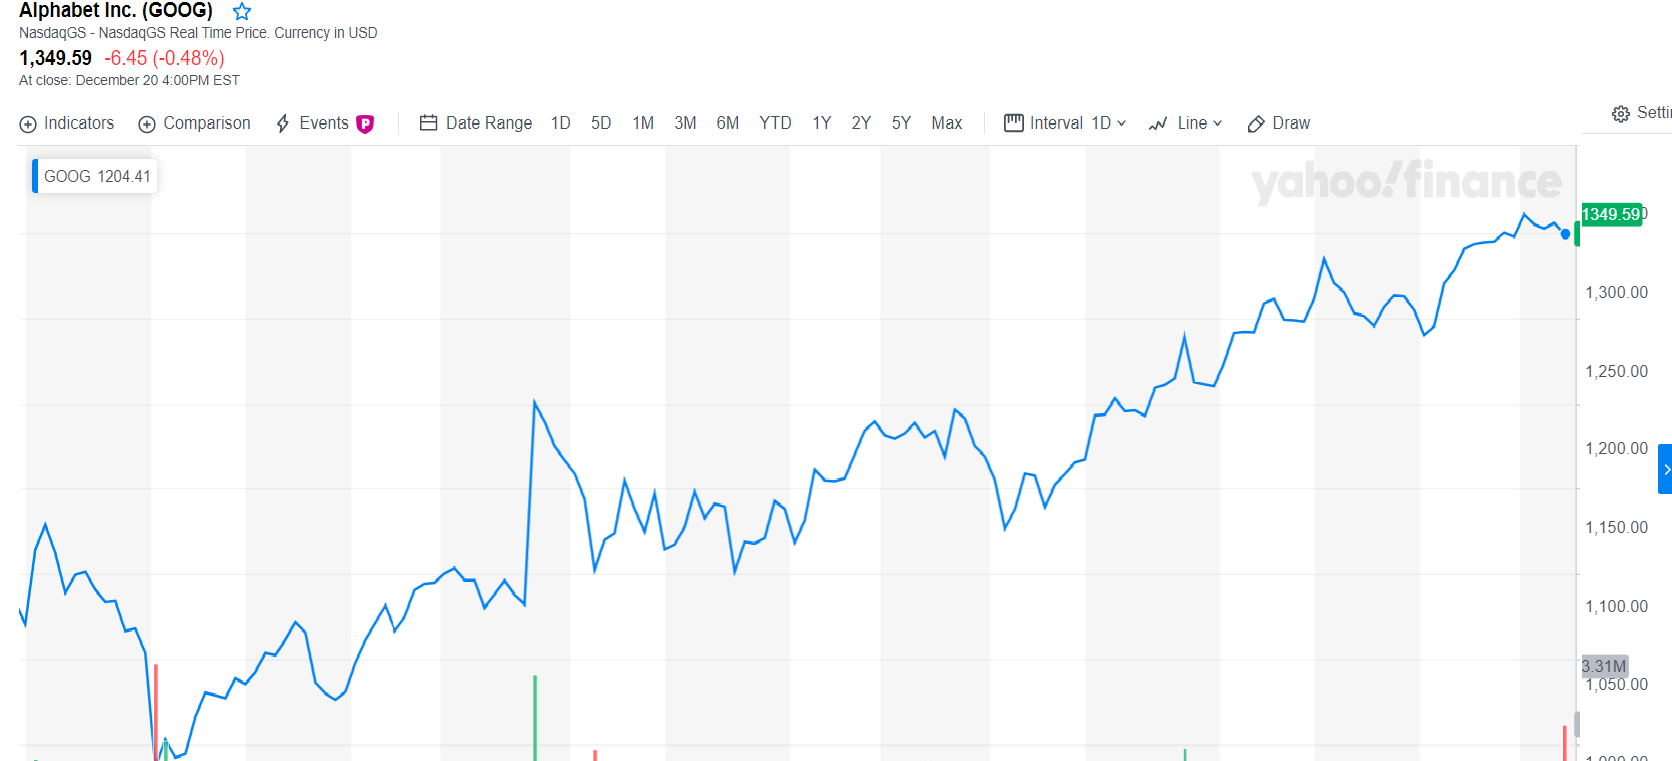 Alphabet Inc. (GOOG)
NasdaqGS - NasdaqGS Real Time Price. Currency in USD
1,349.59 -6.45 (-0.48%)
At close: December 20 4:00PM EST
Indicators Comparison Events P Date Range 1D 5D 1M 3M 6M YTD 1Y 2Y 5Y Max Interval 1D Line Draw Setti
GOOG 1204.41
yahoo!finance
1349.59
1,300.00
1,250.00
1,200.00
1,150.00
1,100.00
3.31M
1,050.00